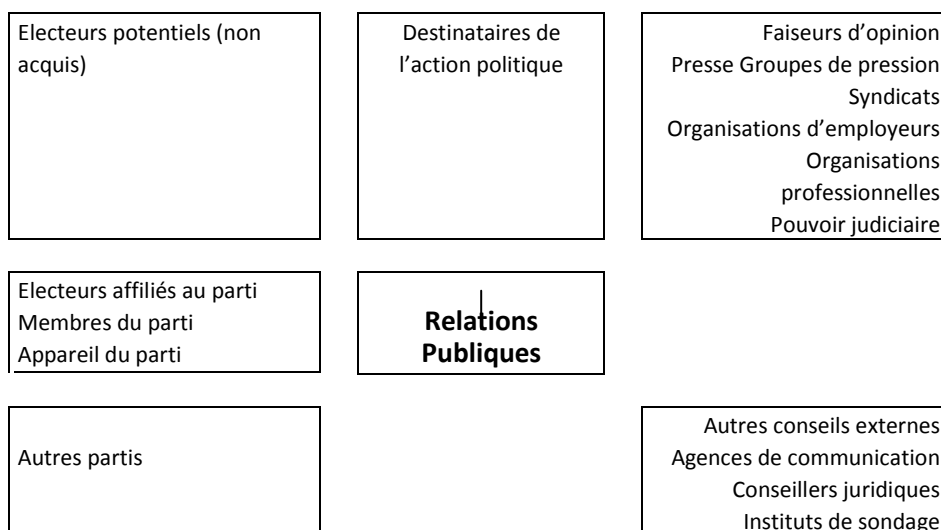 Electeurs potentiels (non
acquis)
Destinataires de
l’action politique
Faiseurs d’opinion
Presse Groupes de pression
Syndicats
Organisations d’employeurs
Organisations
professionnelles
Pouvoir judiciaire
Electeurs affiliés au parti
Membres du parti
Appareil du parti
Relations
Publiques
Autres partis
Autres conseils externes
Agences de communication
Conseillers juridiques
Instituts de sondage